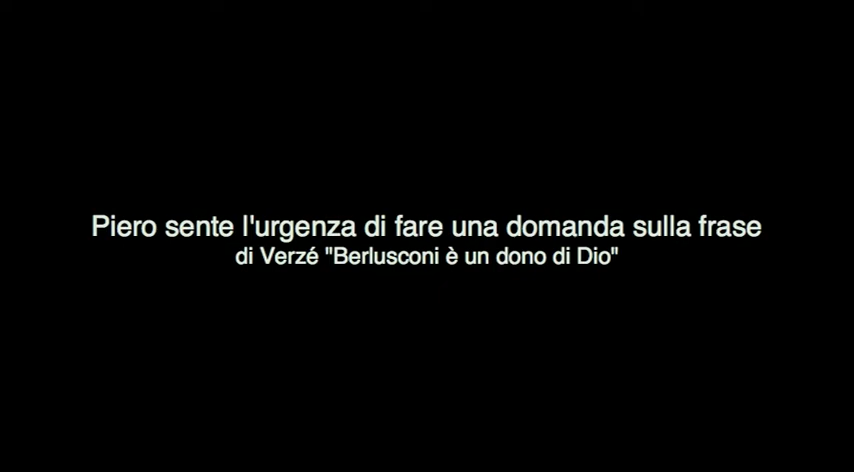 Piero sente l'urgenza di fare una domanda sulla frase
di Verzé "Berlusconi è un dono di Dio"